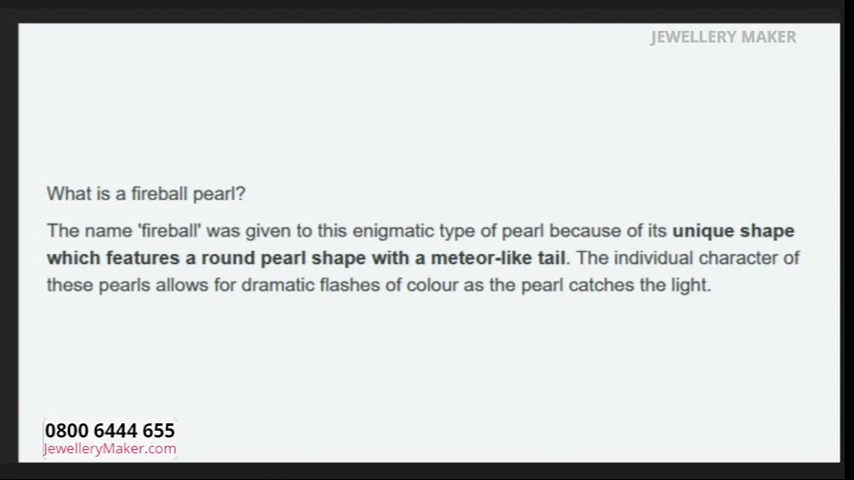 JEWELLERY MAKER
What is a fireball pearl?
The name 'fireball' was given to this enigmatic type of pearl because of its unique shape
which features a round pearl shape with a meteor-like tail. The individual character of
these pearls allows for dramatic flashes of colour as the pearl catches the light.
0800 6444 655
JewelleryMaker.com